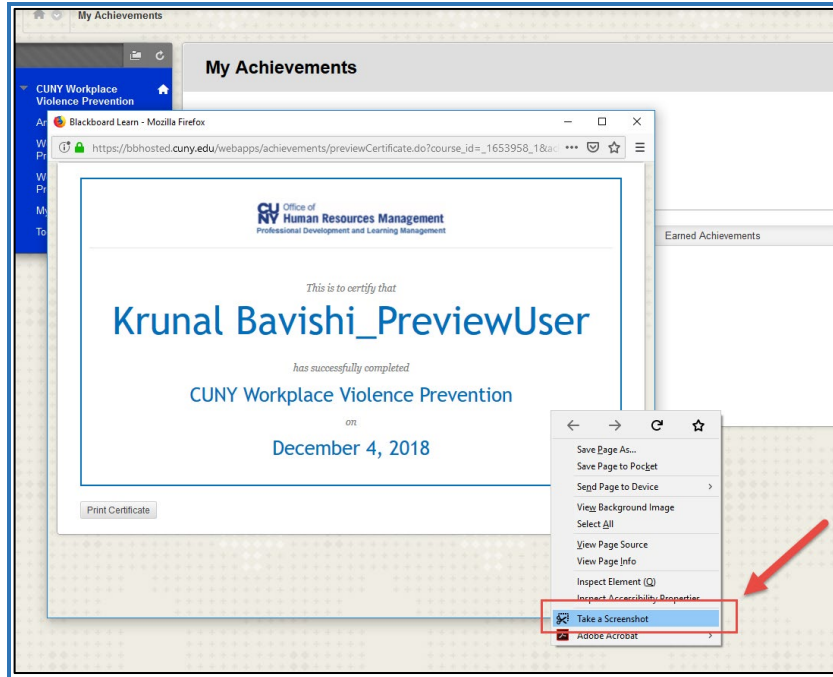 My Achievements
My Achievements
CUNY Workplace
Violence Prevention
Blackboard Learn - Mozilla Firefox
https://bbhosted.cuny.edu/webapps/achievements/previewCertificate.do?course_id=_1653958_1&
Earned Achievements
CUNY Office of
Human Resources Management
Professional Development and Learning Management
This is to certify that
Krunal Bavishi_PreviewUser
has successfully completed
CUNY Workplace Violence Prevention
on
December 4, 2018
Print Certificate
Save Page As...
Save Page to Pocket
Send Page to Device
View Background Image
Select All
View Page Source
View Page Info
Inspect Element (Q)
Inspect Accessibility Properties
Take a Screenshot
Adobe Acrobat